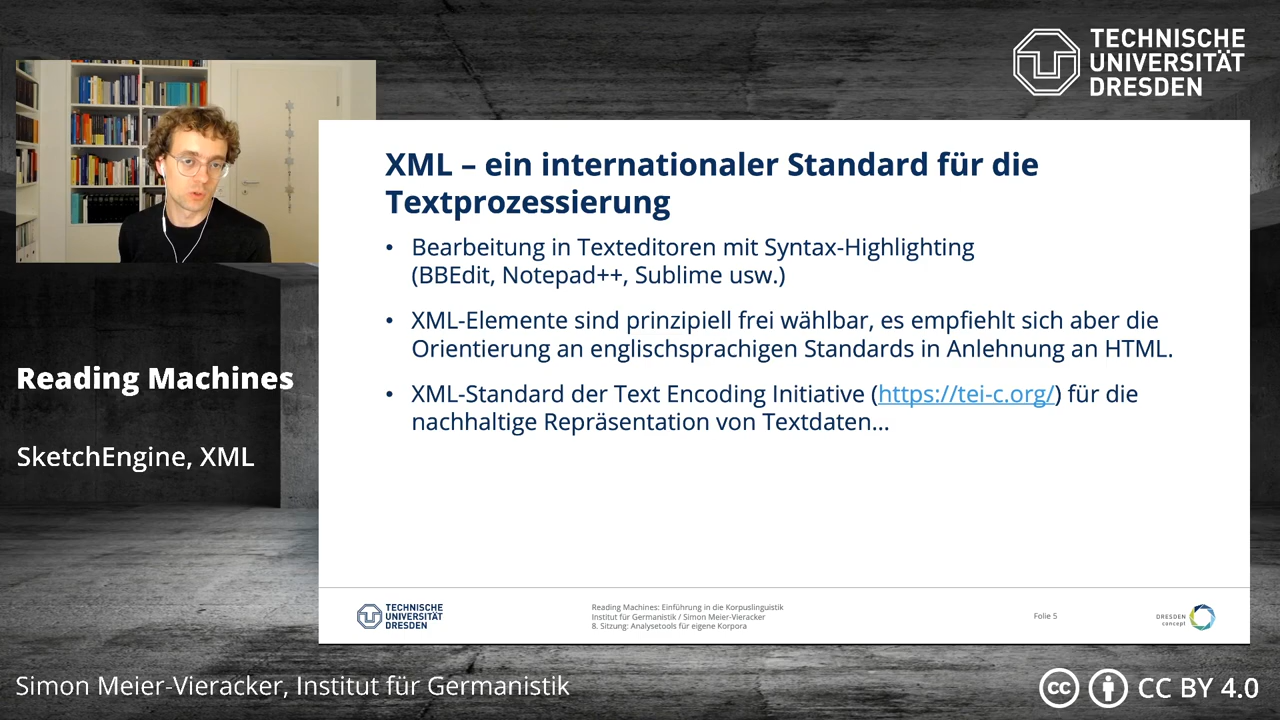 TECHNISCHE
UNIVERSITÄT
DRESDEN
XML – ein internationaler Standard für die
Textprozessierung
• Bearbeitung in Texteditoren mit Syntax-Highlighting
(BBEdit, Notepad++, Sublime usw.)
• XML-Elemente sind prinzipiell frei wählbar, es empfiehlt sich aber die
Orientierung an englischsprachigen Standards in Anlehnung an HTML.
• XML-Standard der Text Encoding Initiative (https://tei-c.org/) für die
nachhaltige Repräsentation von Textdaten…
Reading Machines
SketchEngine, XML
TECHNISCHE
UNIVERSITÄT
DRESDEN
Reading Machines: Einführung in die Korpuslinguistik
Institut für Germanistik / Simon Meier-Vieracker
8. Sitzung: Analysetools für eigene Korpora
Folie 5
DRESDEN
concept
Simon Meier-Vieracker, Institut für Germanistik
cc CC BY 4.0